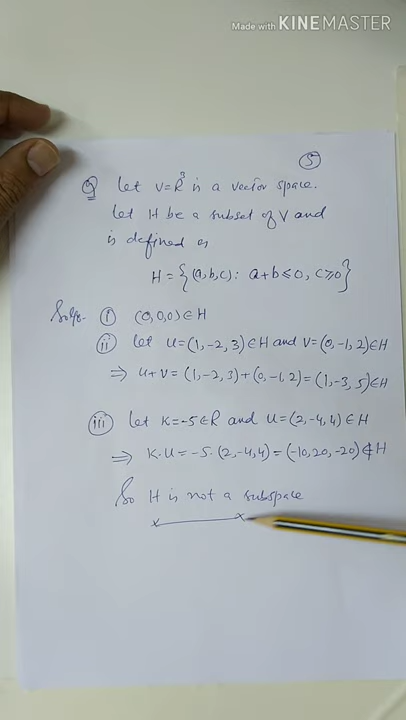 Made with KINEMASTER
5
Q Let V=R³ is a vector space.
Let H be a subset of V and
is defined as
H={(a,b,c): a+b≤0, c≥0}
Soln. (i) (0,0,0)∈H
(ii) let u=(1,-2,3)∈H and v=(0,-1,2)∈H
⇒ u+v=(1,-2,3)+(0,-1,2)=(1,-3,5)∈H
(iii) let K=-5∈R and u=(2,-4,4)∈H
⇒ K.u=-5.(2,-4,4)=(-10,20,-20)∉H
So H is not a subspace